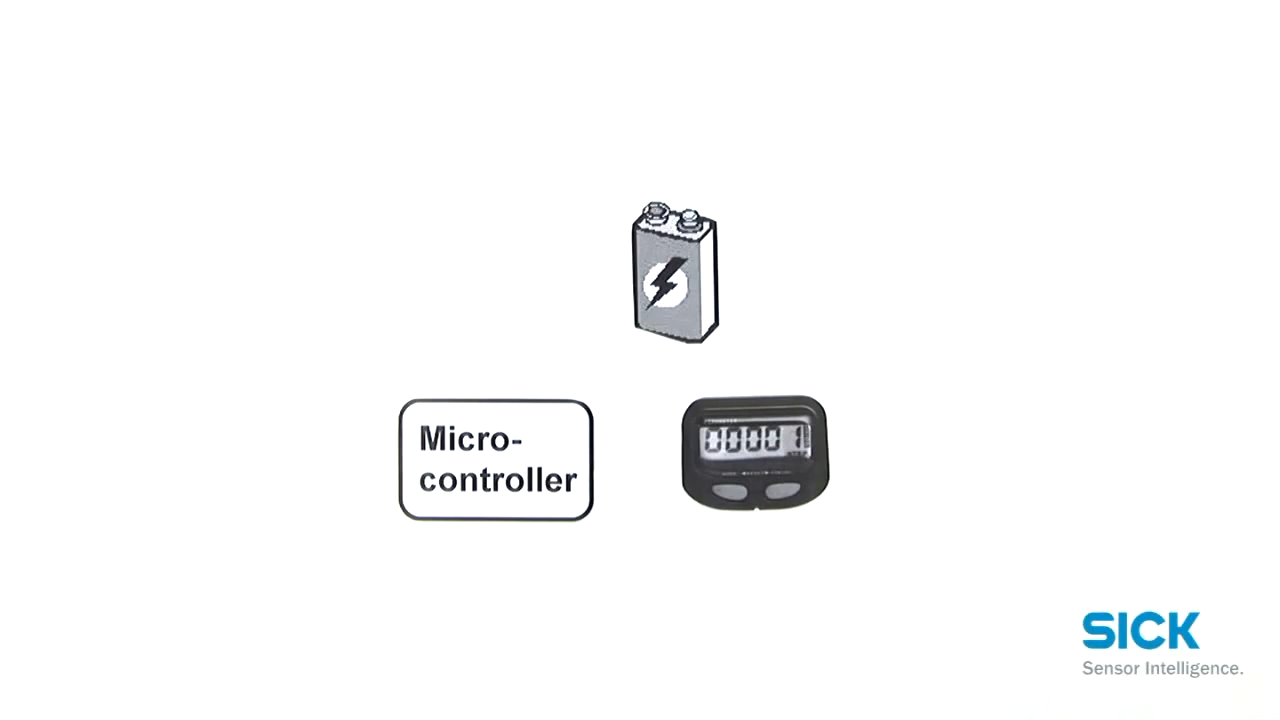 Micro-
controller
00001
SICK
Sensor Intelligence.